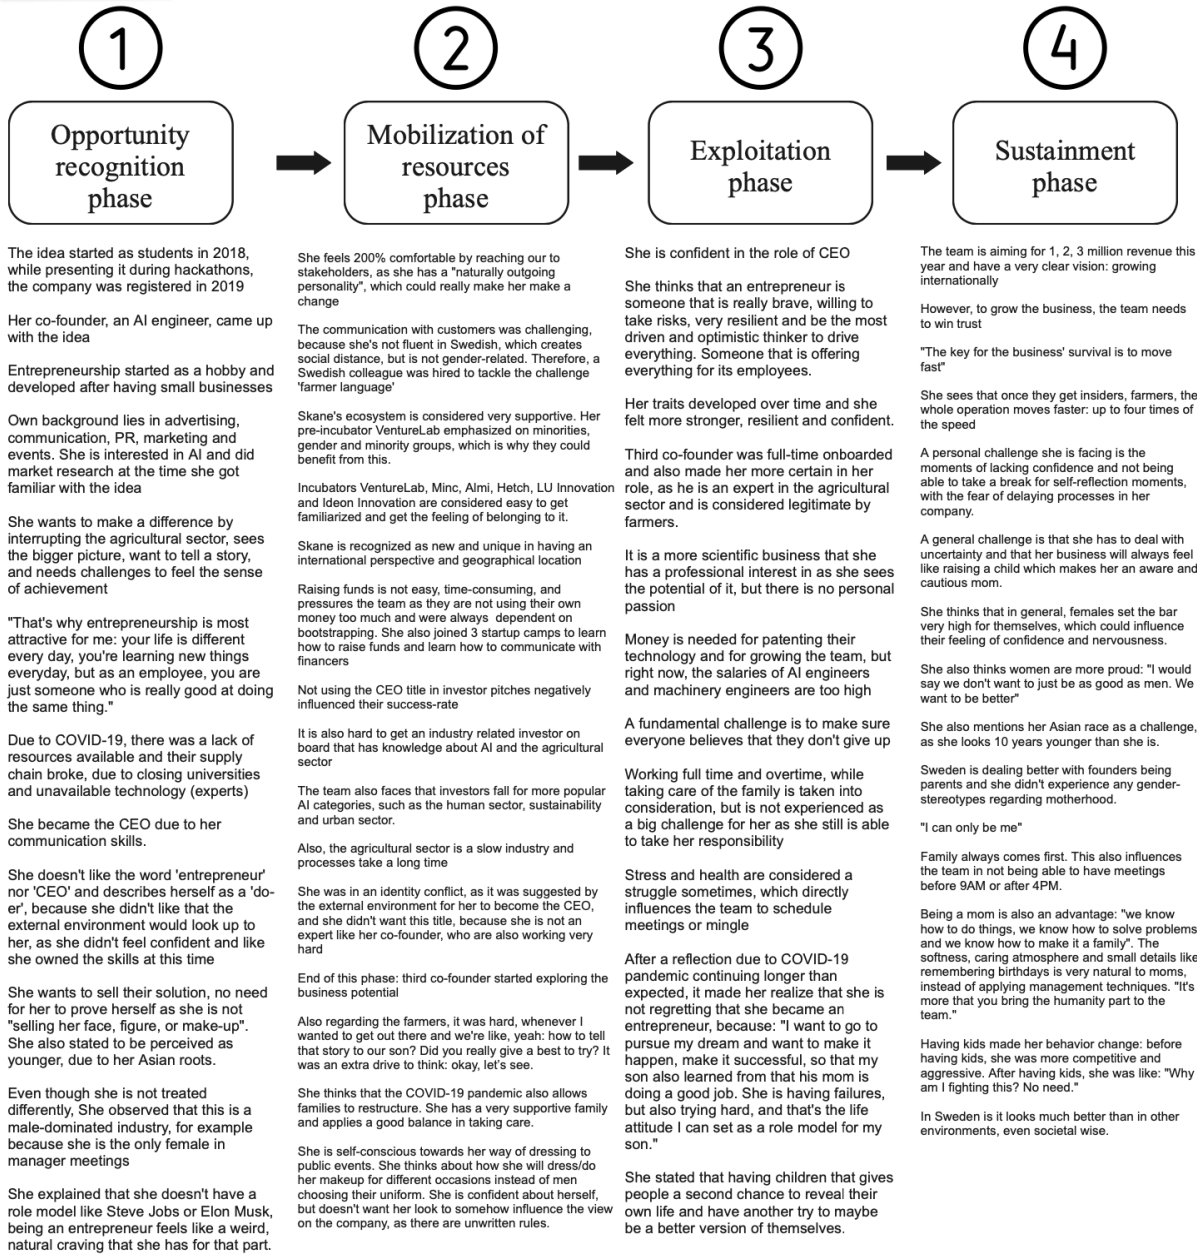 1
Opportunity
recognition
phase
The idea started as students in 2018,
while presenting it during hackathons,
the company was registered in 2019
Her co-founder, an AI engineer, came up
with the idea
Entrepreneurship started as a hobby and
developed after having small businesses
Own background lies in advertising,
communication, PR, marketing and
events. She is interested in AI and did
market research at the time she got
familiar with the idea
She wants to make a difference by
interrupting the agricultural sector, sees
the bigger picture, want to tell a story,
and needs challenges to feel the sense
of achievement
"That's why entrepreneurship is most
attractive for me: your life is different
every day, you're learning new things
everyday, but as an employee, you are
just someone who is really good at doing
the same thing."
Due to COVID-19, there was a lack of
resources available and their supply
chain broke, due to closing universities
and unavailable technology (experts)
She became the CEO due to her
communication skills.
She doesn't like the word 'entrepreneur'
nor 'CEO' and describes herself as a 'do-
er', because she didn't like that the
external environment would look up to
her, as she didn't feel confident and like
she owned the skills at this time
She wants to sell their solution, no need
for her to prove herself as she is not
"selling her face, figure, or make-up".
She also stated to be perceived as
younger, due to her Asian roots.
Even though she is not treated
differently, She observed that this is a
male-dominated industry, for example
because she is the only female in
manager meetings
She explained that she doesn't have a
role model like Steve Jobs or Elon Musk,
being an entrepreneur feels like a weird,
natural craving that she has for that part.
2
Mobilization of
resources
phase
She feels 200% comfortable by reaching our to
stakeholders, as she has a "naturally outgoing
personality", which could really make her make a
change
The communication with customers was challenging,
because she's not fluent in Swedish, which creates
social distance, but is not gender-related. Therefore, a
Swedish colleague was hired to tackle the challenge
'farmer language'
Skane's ecosystem is considered very supportive. Her
pre-incubator VentureLab emphasized on minorities,
gender and minority groups, which is why they could
benefit from this.
Incubators VentureLab, Minc, Almi, Hetch, LU Innovation
and Ideon Innovation are considered easy to get
familiarized and get the feeling of belonging to it.
Skane is recognized as new and unique in having an
international perspective and geographical location
Raising funds is not easy, time-consuming, and
pressures the team as they are not using their own
money too much and were always dependent on
bootstrapping. She also joined 3 startup camps to learn
how to raise funds and learn how to communicate with
financers
Not using the CEO title in investor pitches negatively
influenced their success-rate
It is also hard to get an industry related investor on
board that has knowledge about AI and the agricultural
sector
The team also faces that investors fall for more popular
AI categories, such as the human sector, sustainability
and urban sector.
Also, the agricultural sector is a slow industry and
processes take a long time
She was in an identity conflict, as it was suggested by
the external environment for her to become the CEO,
and she didn't want this title, because she is not an
expert like her co-founder, who are also working very
hard
End of this phase: third co-founder started exploring the
business potential
Also regarding the farmers, it was hard, whenever I
wanted to get out there and we're like, yeah: how to tell
that story to our son? Did you really give a best to try? It
was an extra drive to think: okay, let's see.
She thinks that the COVID-19 pandemic also allows
families to restructure. She has a very supportive family
and applies a good balance in taking care.
She is self-conscious towards her way of dressing to
public events. She thinks about how she will dress/do
her makeup for different occasions instead of men
choosing their uniform. She is confident about herself,
but doesn't want her look to somehow influence the view
on the company, as there are unwritten rules.
3
Exploitation
phase
She is confident in the role of CEO
She thinks that an entrepreneur is
someone that is really brave, willing to
take risks, very resilient and be the most
driven and optimistic thinker to drive
everything. Someone that is offering
everything for its employees.
Her traits developed over time and she
felt more stronger, resilient and confident.
Third co-founder was full-time onboarded
and also made her more certain in her
role, as he is an expert in the agricultural
sector and is considered legitimate by
farmers.
It is a more scientific business that she
has a professional interest in as she sees
the potential of it, but there is no personal
passion
Money is needed for patenting their
technology and for growing the team, but
right now, the salaries of AI engineers
and machinery engineers are too high
A fundamental challenge is to make sure
everyone believes that they don't give up
Working full time and overtime, while
taking care of the family is taken into
consideration, but is not experienced as
a big challenge for her as she still is able
to take her responsibility
Stress and health are considered a
struggle sometimes, which directly
influences the team to schedule
meetings or mingle
After a reflection due to COVID-19
pandemic continuing longer than
expected, it made her realize that she is
not regretting that she became an
entrepreneur, because: "I want to go to
pursue my dream and want to make it
happen, make it successful, so that my
son also learned from that his mom is
doing a good job. She is having failures,
but also trying hard, and that's the life
attitude I can set as a role model for my
son."
She stated that having children that gives
people a second chance to reveal their
own life and have another try to maybe
be a better version of themselves.
4
Sustainment
phase
The team is aiming for 1, 2, 3 million revenue this
year and have a very clear vision: growing
internationally
However, to grow the business, the team needs
to win trust
"The key for the business' survival is to move
fast"
She sees that once they get insiders, farmers, the
whole operation moves faster: up to four times of
the speed
A personal challenge she is facing is the
moments of lacking confidence and not being
able to take a break for self-reflection moments,
with the fear of delaying processes in her
company.
A general challenge is that she has to deal with
uncertainty and that her business will always feel
like raising a child which makes her an aware and
cautious mom.
She thinks that in general, females set the bar
very high for themselves, which could influence
their feeling of confidence and nervousness.
She also thinks women are more proud: "I would
say we don't want to just be as good as men. We
want to be better"
She also mentions her Asian race as a challenge,
as she looks 10 years younger than she is.
Sweden is dealing better with founders being
parents and she didn't experience any gender-
stereotypes regarding motherhood.
"I can only be me"
Family always comes first. This also influences
the team in not being able to have meetings
before 9AM or after 4PM.
Being a mom is also an advantage: "we know
how to do things, we know how to solve problems
and we know how to make it a family". The
softness, caring atmosphere and small details like
remembering birthdays is very natural to moms,
instead of applying management techniques. "It's
more that you bring the humanity part to the
team."
Having kids made her behavior change: before
having kids, she was more competitive and
aggressive. After having kids, she was like: "Why
am I fighting this? No need."
In Sweden is it looks much better than in other
environments, even societal wise.